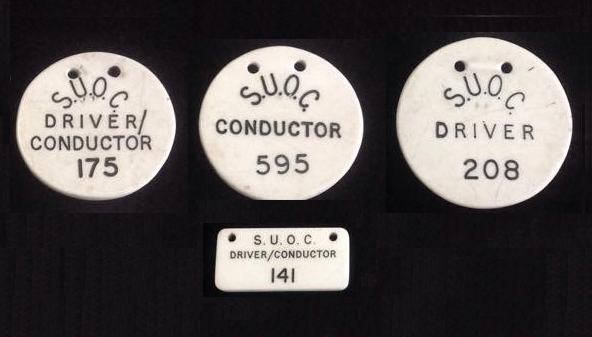 S.U.O.C.
DRIVER/
CONDUCTOR
175
S.U.O.C.
CONDUCTOR
595
S.U.O.C.
DRIVER
208
S.U.O.C.
DRIVER/CONDUCTOR
141